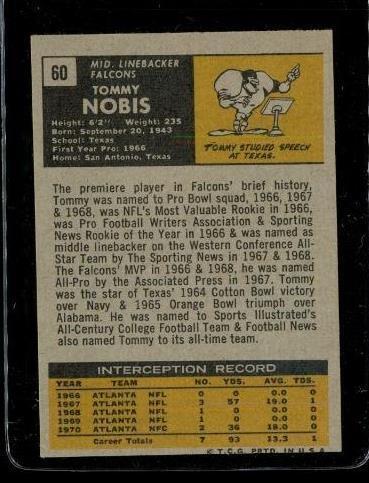 60
MID. LINEBACKER
FALCONS
TOMMY
NOBIS
Height: 6'2" Weight: 235
Born: September 20, 1943
School: Texas
First Year Pro: 1966
Home: San Antonio, Texas
TOMMY STUDIED SPEECH
AT TEXAS.
The premiere player in Falcons' brief history,
Tommy was named to Pro Bowl squad, 1966, 1967
& 1968, was NFL's Most Valuable Rookie in 1966,
was Pro Football Writers Association & Sporting
News Rookie of the Year in 1966 & was named as
middle linebacker on the Western Conference All-
Star Team by The Sporting News in 1967 & 1968.
The Falcons' MVP in 1966 & 1968, he was named
All-Pro by the Associated Press in 1967. Tommy
was the star of Texas' 1964 Cotton Bowl victory
over Navy & 1965 Orange Bowl triumph over
Alabama. He was named to Sports Illustrated's
All-Century College Football Team & Football News
also named Tommy to its all-time team.
INTERCEPTION RECORD
YEAR TEAM NO. YDS. AVG. TDS.
1966 ATLANTA NFL 0 0 0.0 0
1967 ATLANTA NFL 3 57 19.0 1
1968 ATLANTA NFL 1 0 0.0 0
1969 ATLANTA NFL 1 0 0.0 0
1970 ATLANTA NFC 2 36 18.0 0
Career Totals 7 93 13.3 1
© T.C.G. PRTD. IN U.S.A